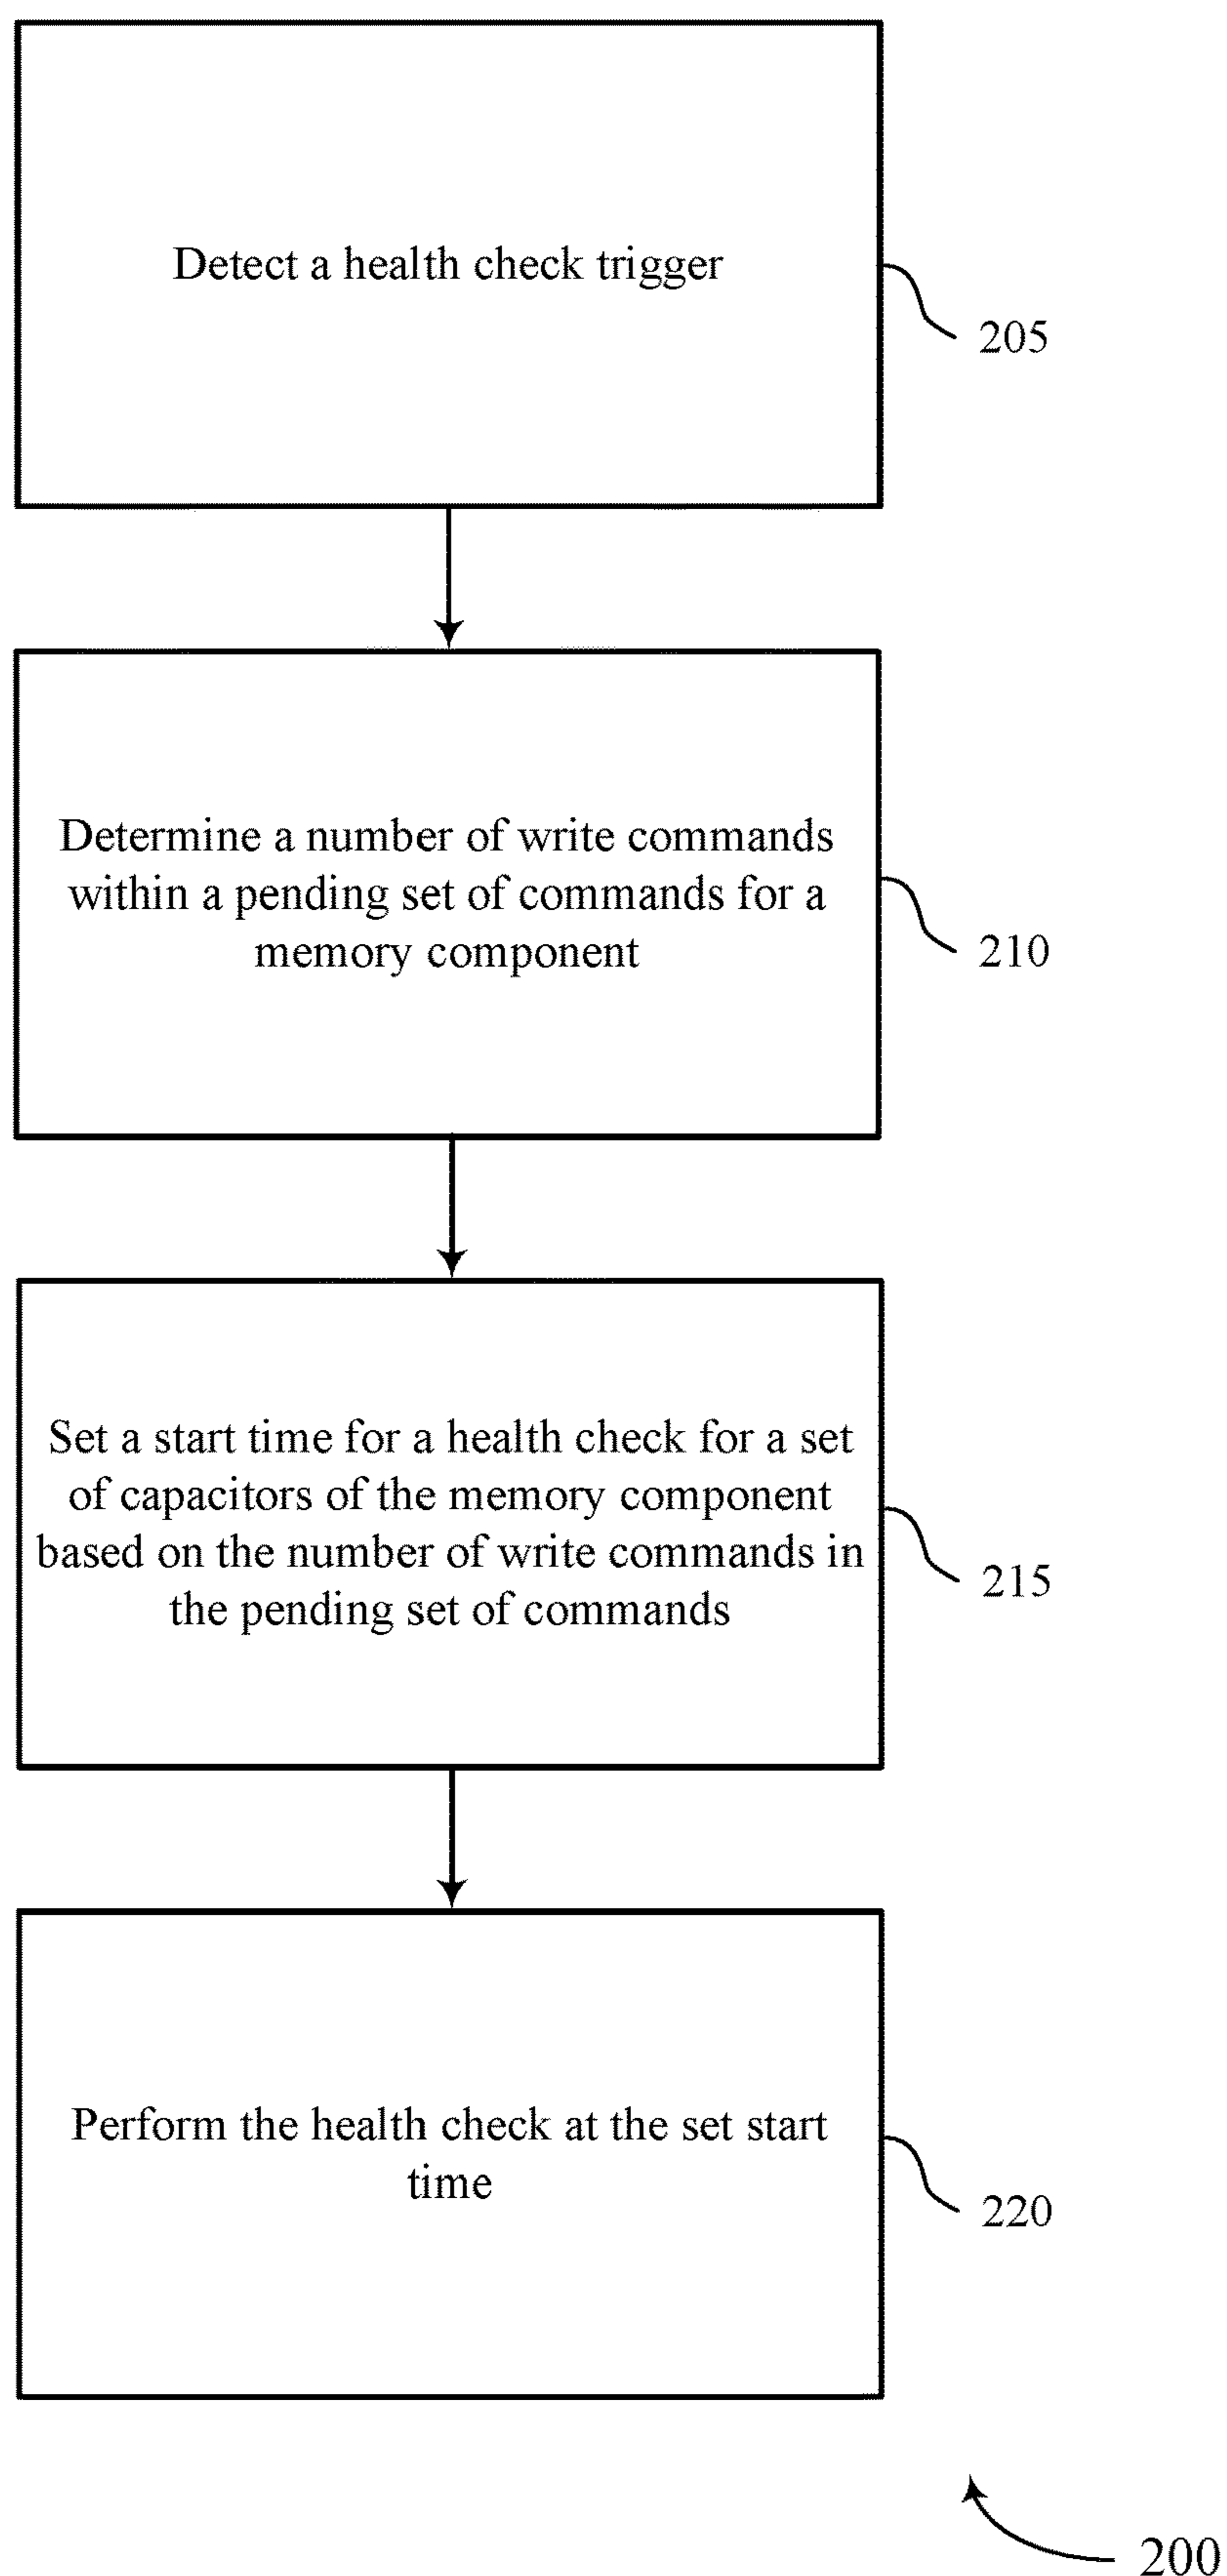 Detect a health check trigger
205
Determine a number of write commands
within a pending set of commands for a
memory component
210
Set a start time for a health check for a set
of capacitors of the memory component
based on the number of write commands in
the pending set of commands
215
Perform the health check at the set start
time
220
200